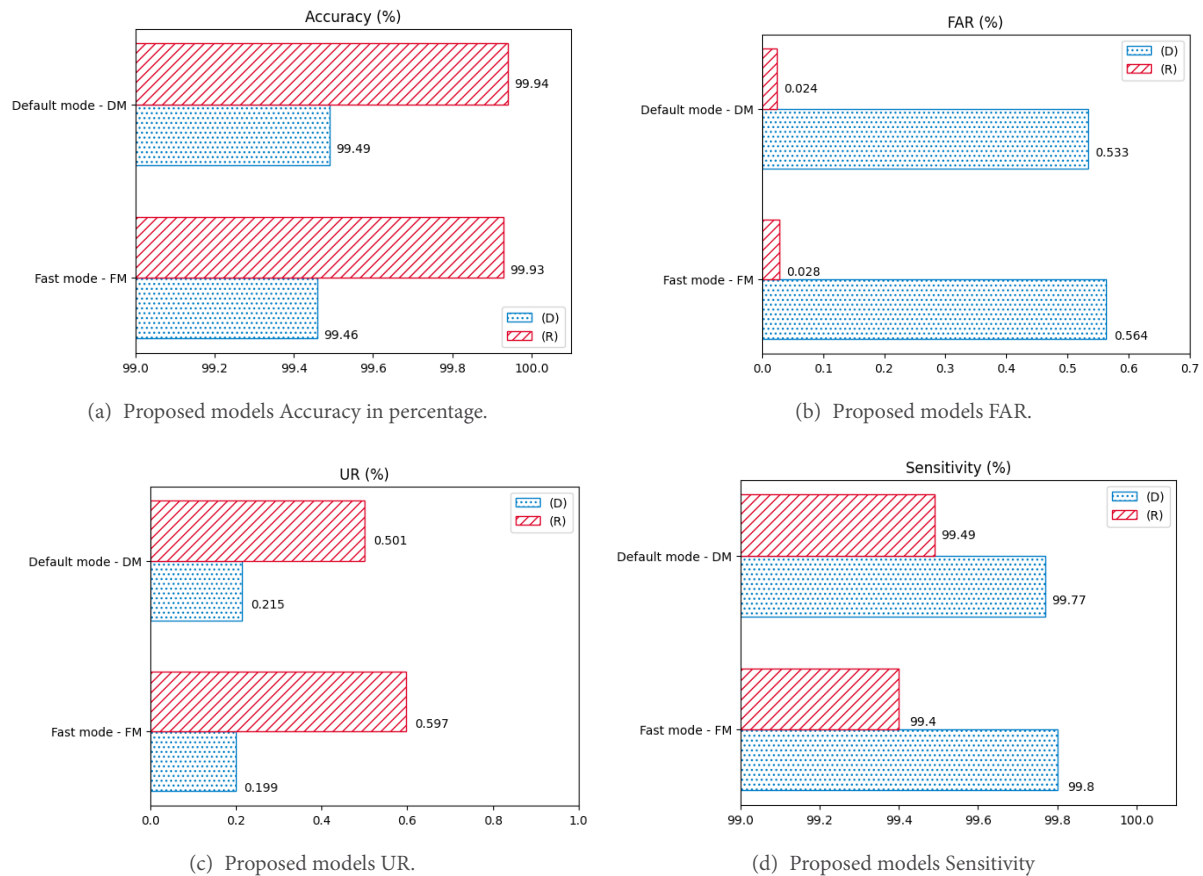 Accuracy (%)
Default mode - DM
99.94
99.49
Fast mode - FM
99.93
99.46
(D)
(R)
99.0 99.2 99.4 99.6 99.8 100.0
(a) Proposed models Accuracy in percentage.
FAR (%)
(D)
(R)
Default mode - DM
0.024
0.533
Fast mode - FM
0.028
0.564
0.0 0.1 0.2 0.3 0.4 0.5 0.6 0.7
(b) Proposed models FAR.
UR (%)
(D)
(R)
Default mode - DM
0.501
0.215
Fast mode - FM
0.597
0.199
0.0 0.2 0.4 0.6 0.8 1.0
(c) Proposed models UR.
Sensitivity (%)
(D)
(R)
Default mode - DM
99.49
99.77
Fast mode - FM
99.4
99.8
99.0 99.2 99.4 99.6 99.8 100.0
(d) Proposed models Sensitivity